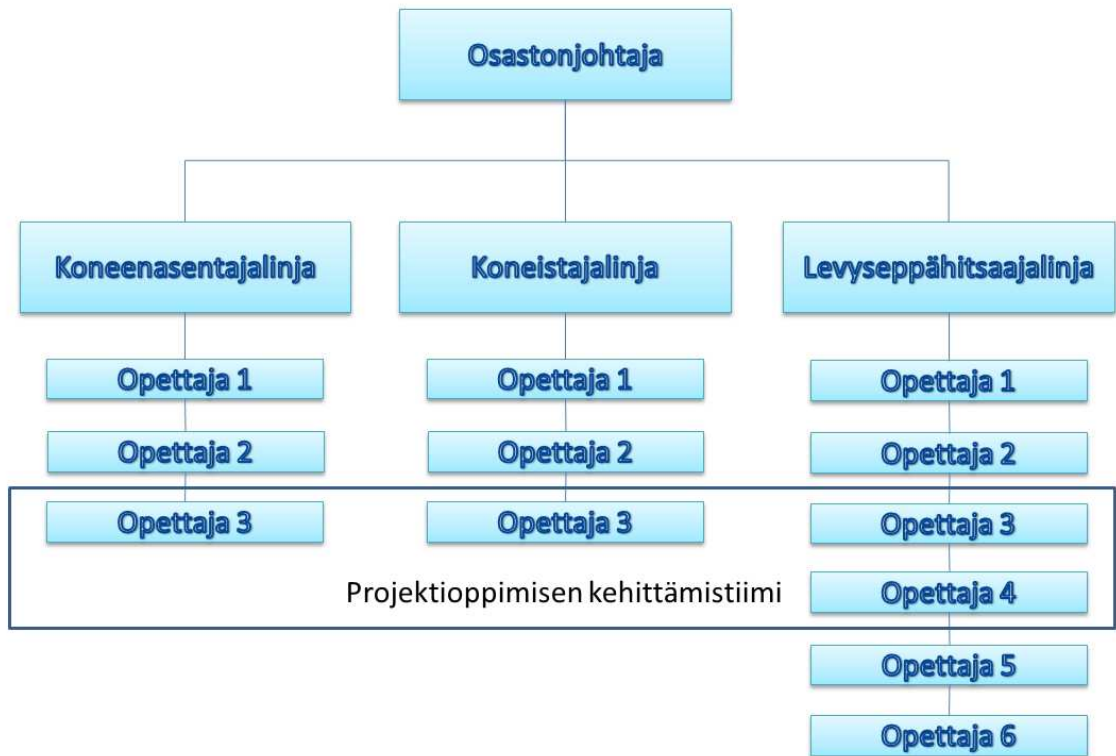 Osastonjohtaja
Koneenasentajalinja
Koneistajalinja
Levyseppähitsaajalinja
Opettaja 1
Opettaja 1
Opettaja 1
Opettaja 2
Opettaja 2
Opettaja 2
Opettaja 3
Opettaja 3
Opettaja 3
Projektioppimisen kehittämistiimi
Opettaja 4
Opettaja 5
Opettaja 6